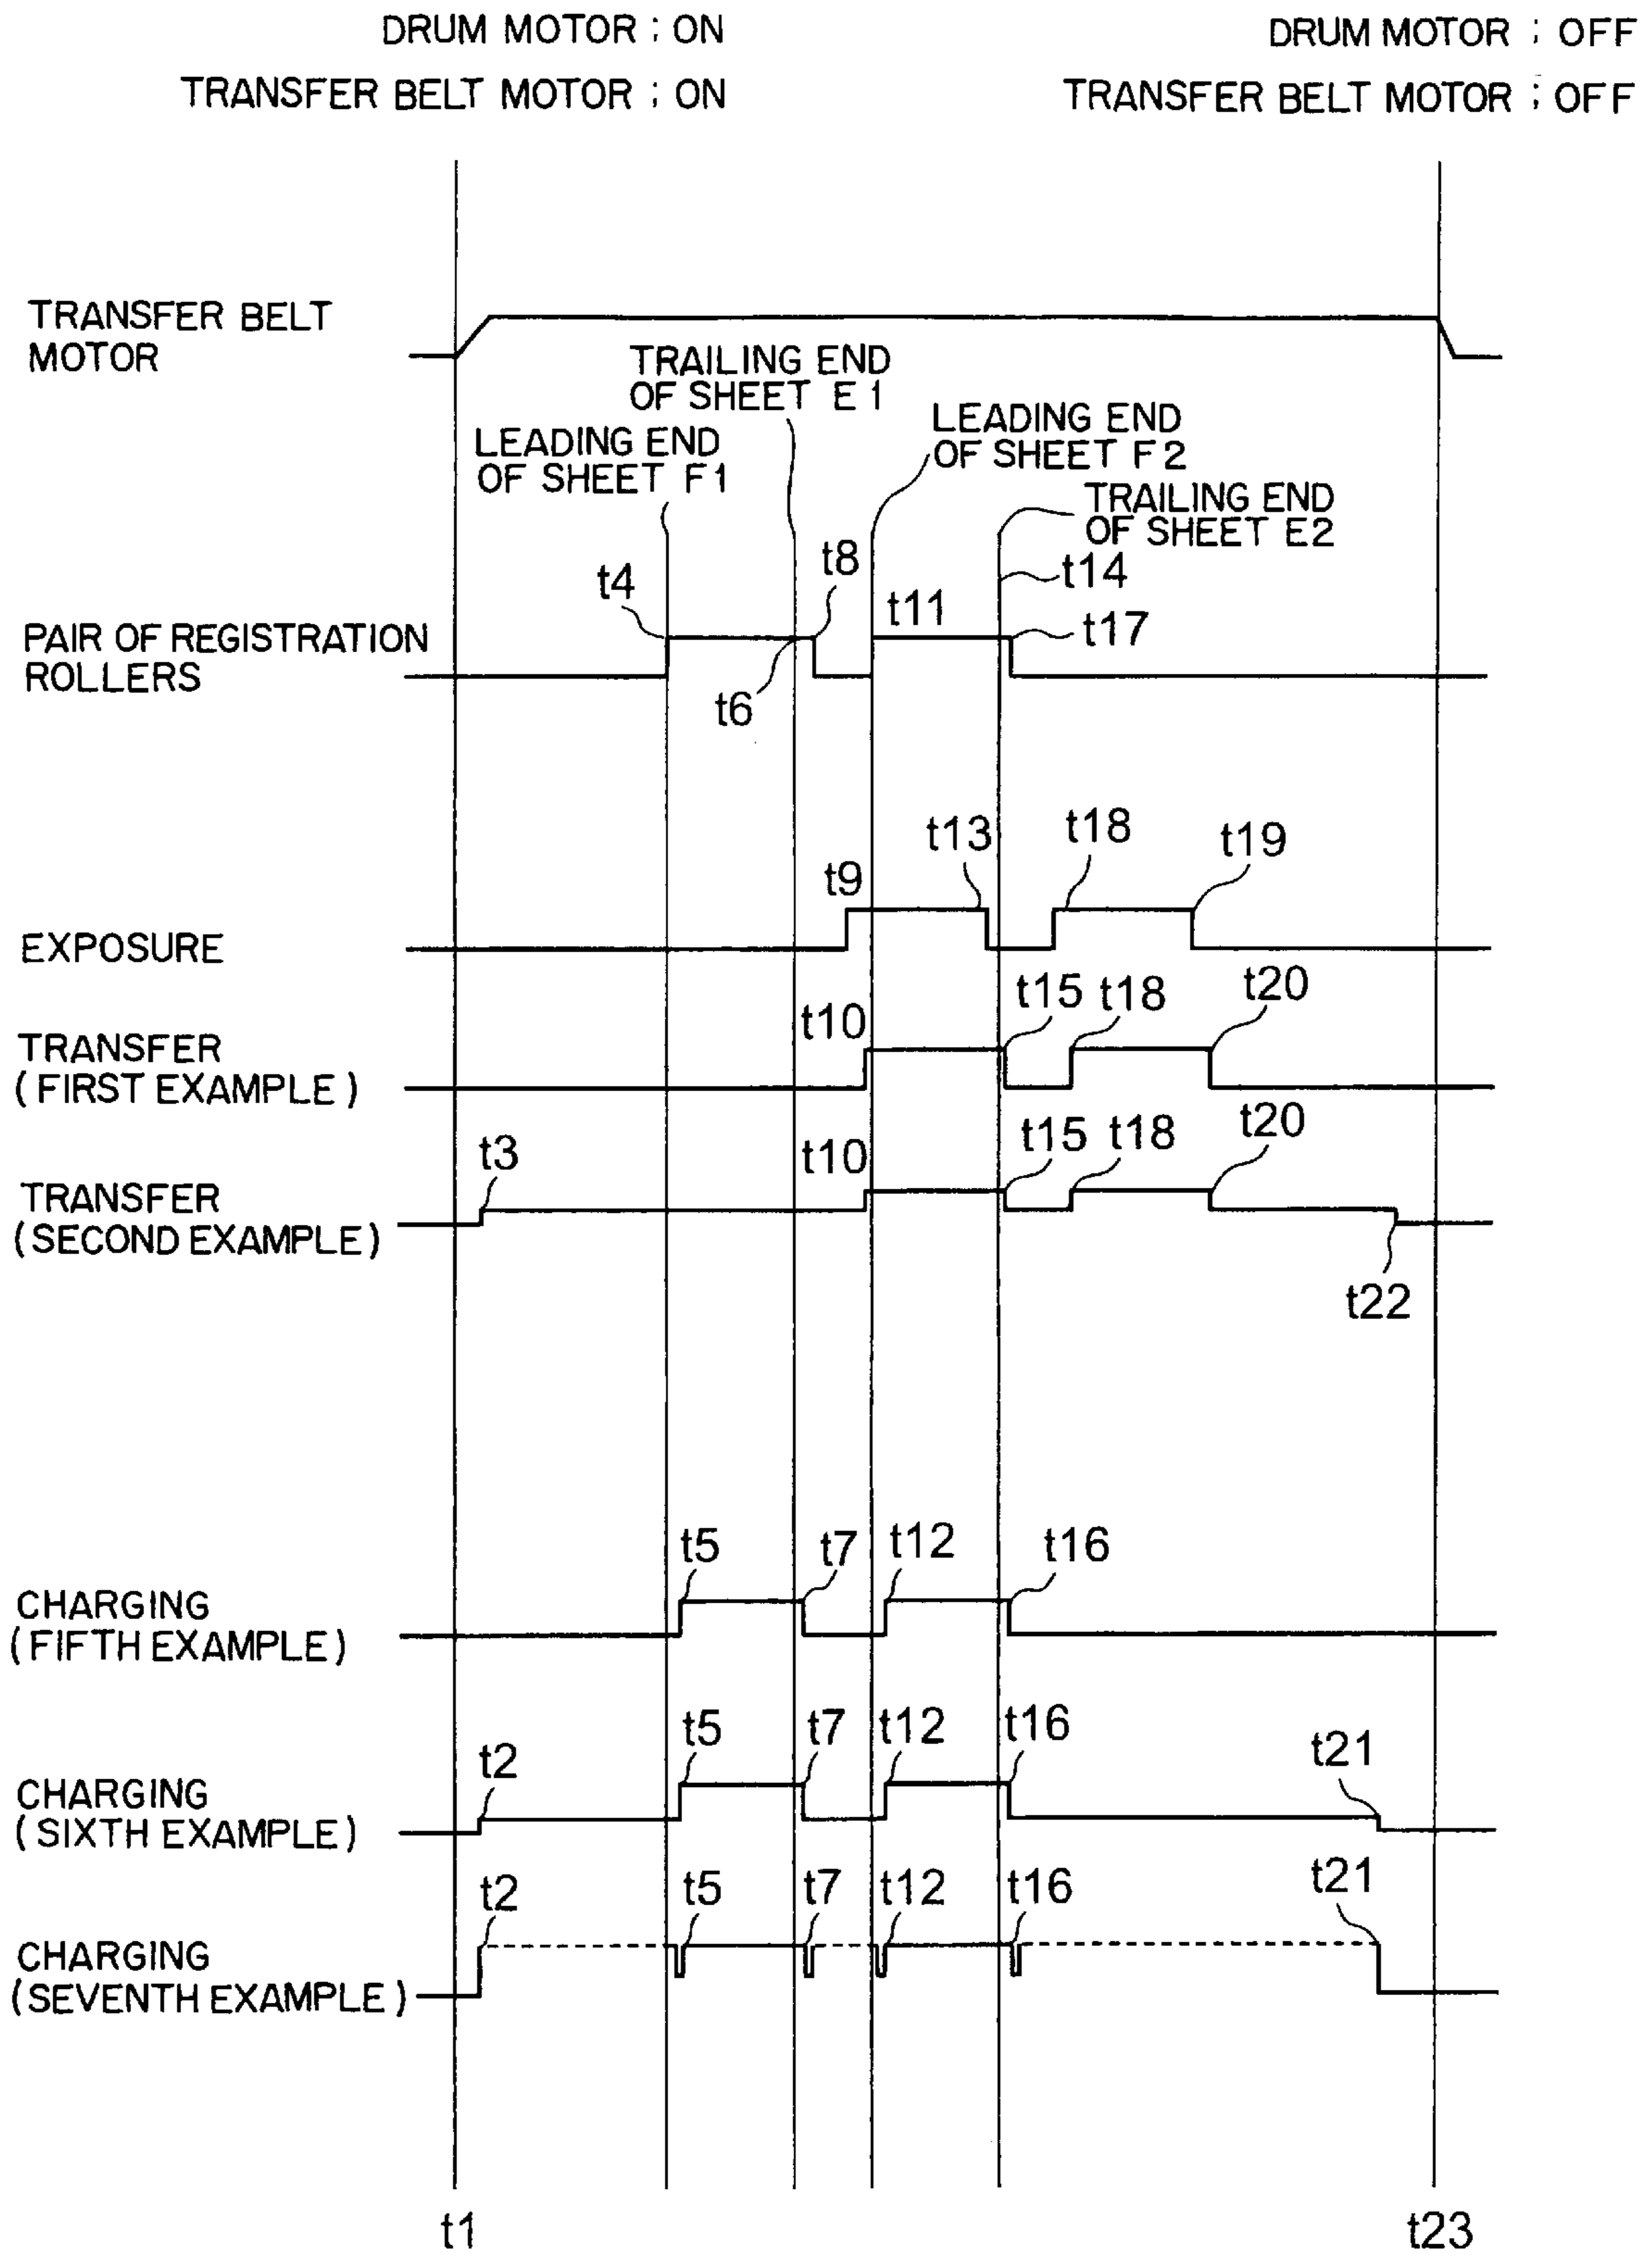 DRUM MOTOR : ON
DRUM MOTOR : OFF
TRANSFER BELT MOTOR : ON
TRANSFER BELT MOTOR : OFF
TRANSFER BELT
MOTOR
TRAILING END
OF SHEET E1
LEADING END
OF SHEET F2
LEADING END
OF SHEET F1
TRAILING END
OF SHEET E2
t4
t8
t14
t11
t17
PAIR OF REGISTRATION
ROLLERS
t6
t9
t13
t18
t19
EXPOSURE
t10
t15
t18
t20
TRANSFER
(FIRST EXAMPLE)
t3
t10
t15
t18
t20
TRANSFER
(SECOND EXAMPLE)
t22
t5
t7
t12
t16
CHARGING
(FIFTH EXAMPLE)
t2
t5
t7
t12
t16
t21
CHARGING
(SIXTH EXAMPLE)
t2
t5
t7
t12
t16
t21
CHARGING
(SEVENTH EXAMPLE)
t1
t23